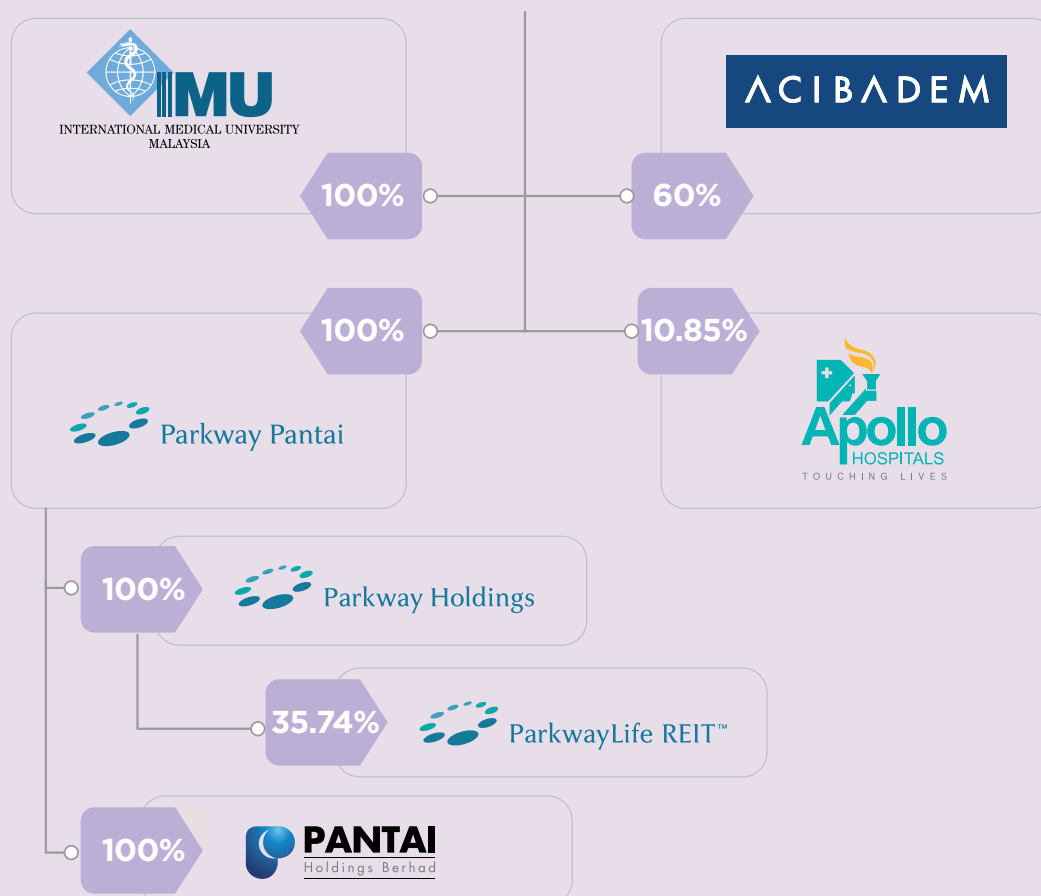 IMU
INTERNATIONAL MEDICAL UNIVERSITY
MALAYSIA
100%
ACIBADEM
60%
100%
Parkway Pantai
10.85%
Apollo
HOSPITALS
TOUCHING LIVES
100%
Parkway Holdings
35.74%
ParkwayLife REIT™
100%
PANTAI
Holdings Berhad